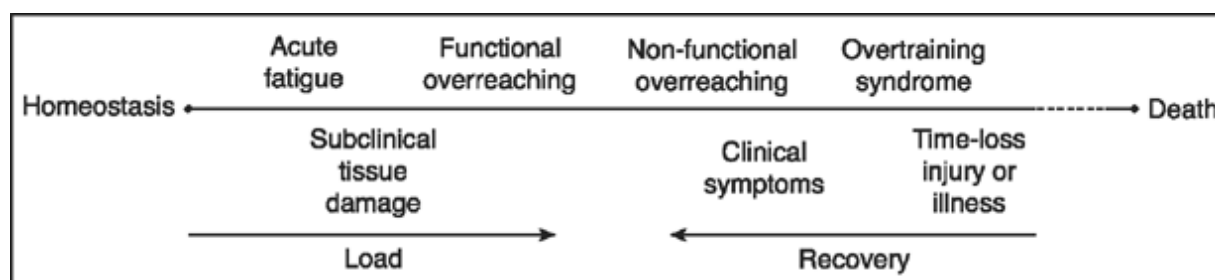 Acute
fatigue
Functional
overreaching
Non-functional
overreaching
Overtraining
syndrome
Homeostasis
Death
Subclinical
tissue
damage
Clinical
symptoms
Time-loss
injury or
illness
Load
Recovery